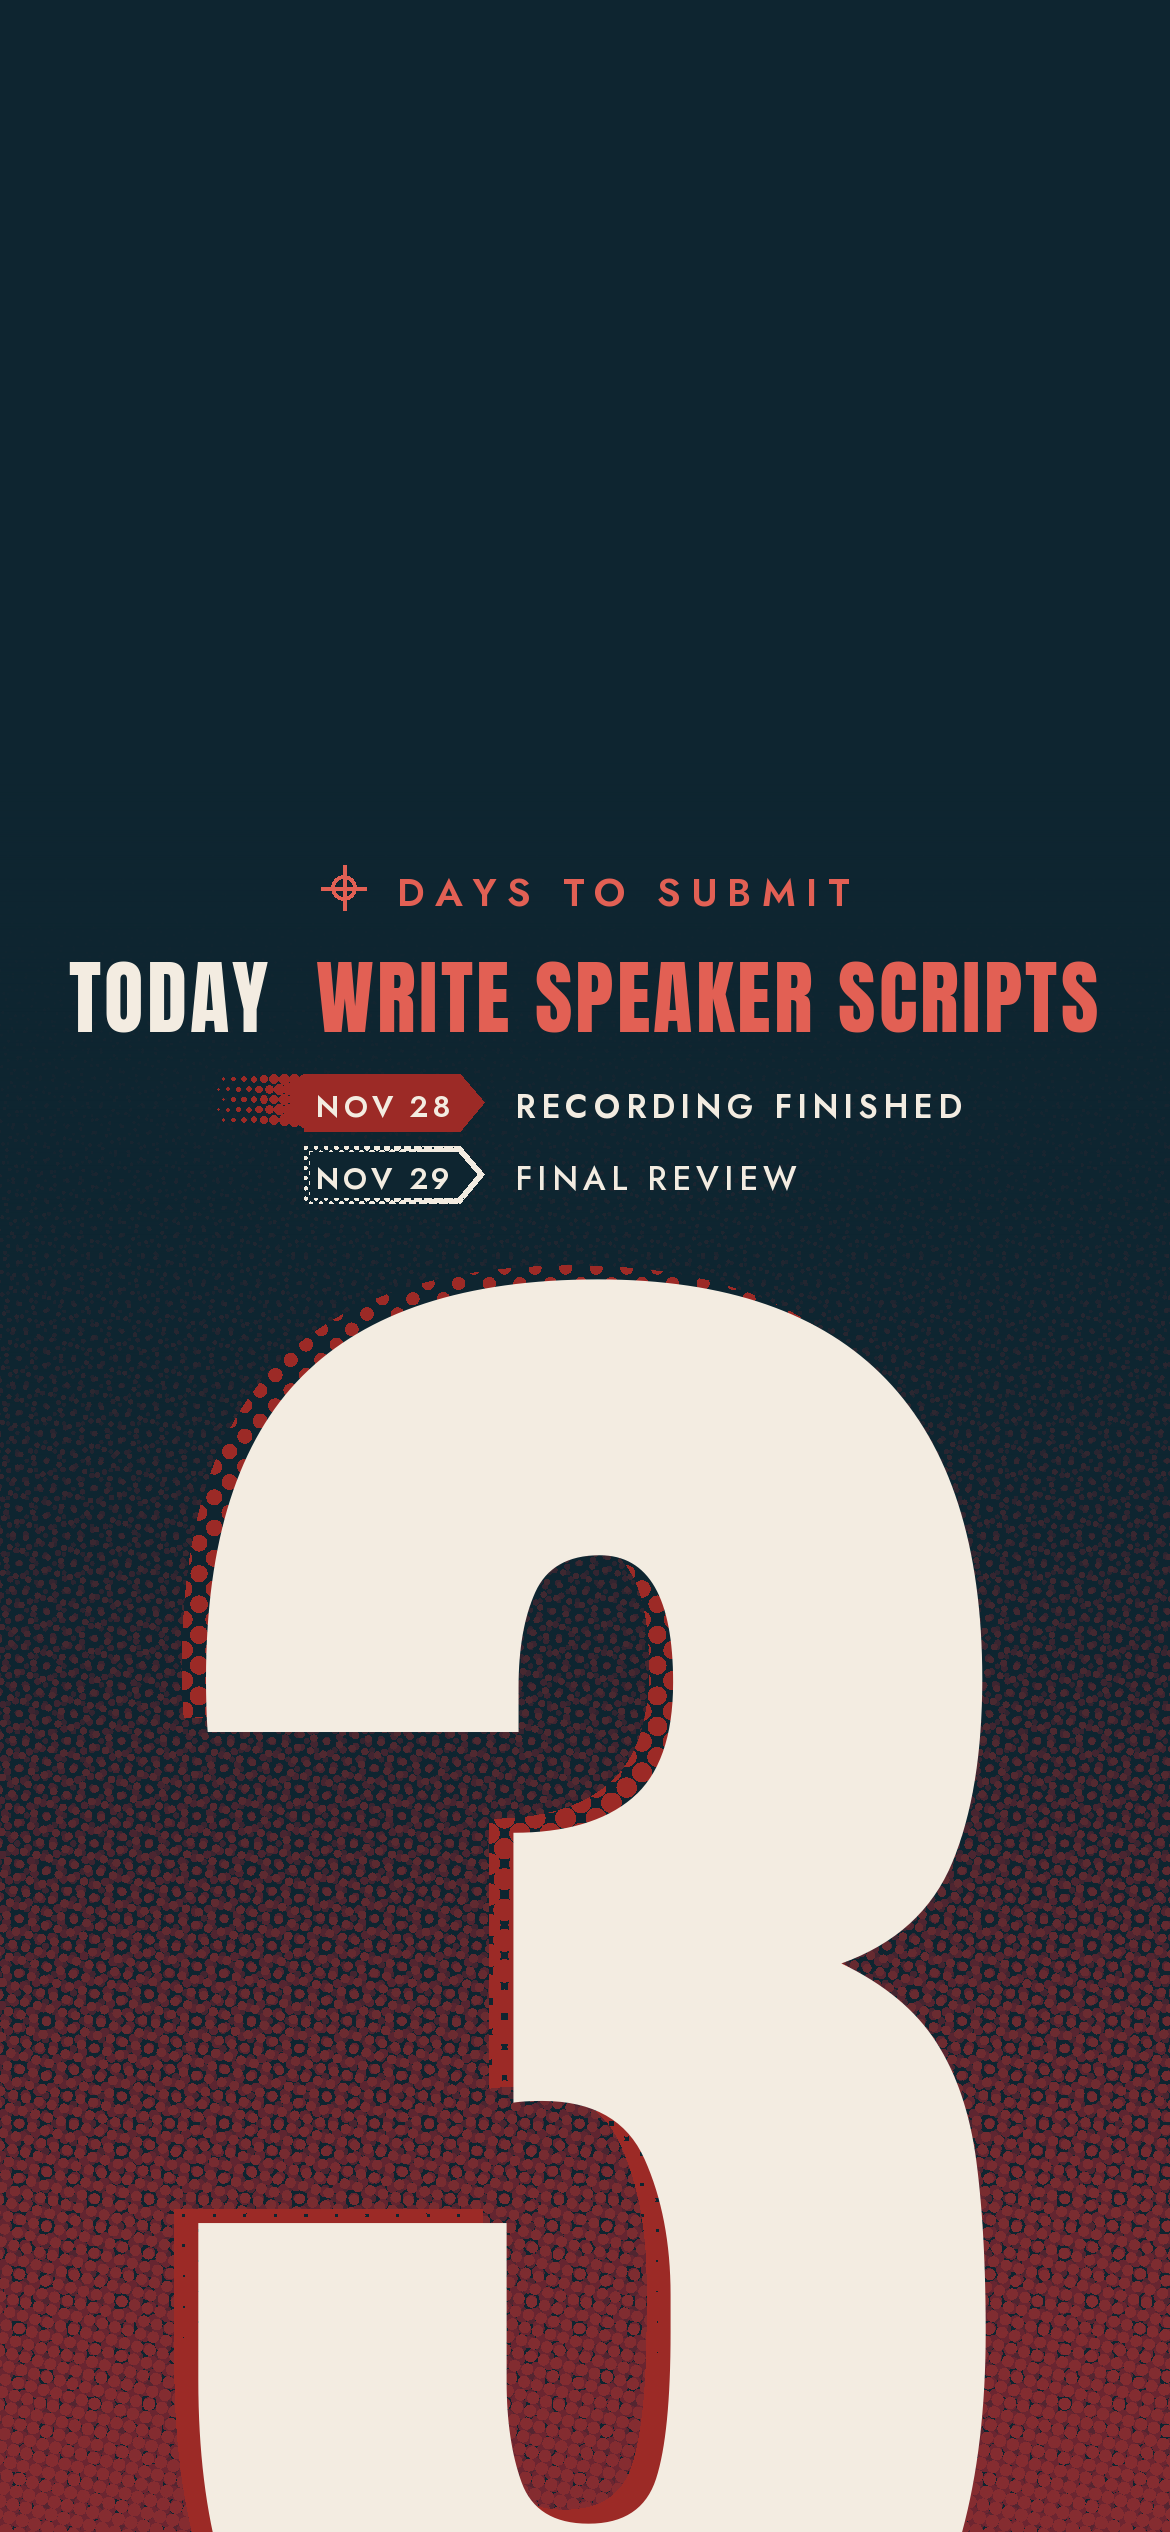 DAYS TO SUBMIT
TODAY WRITE SPEAKER SCRIPTS
NOV 28 RECORDING FINISHED
NOV 29 FINAL REVIEW
3